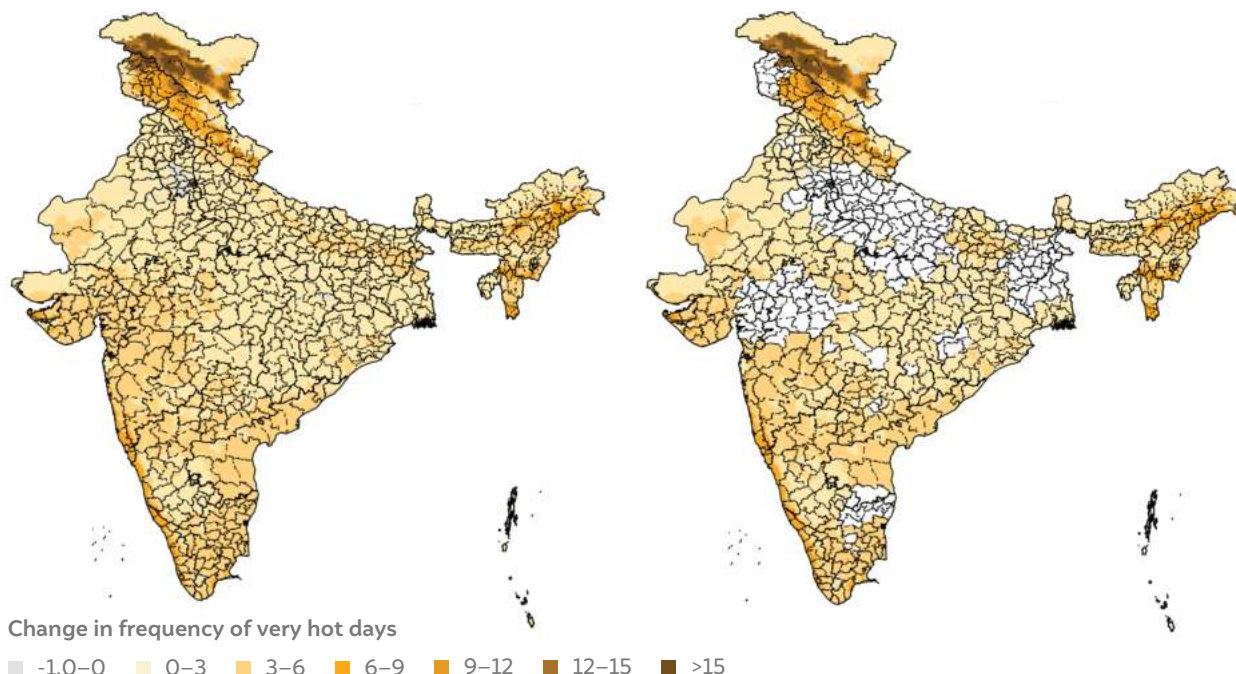 Change in frequency of very hot days
-1.0–0 0–3 3–6 6–9 9–12 12–15 >15